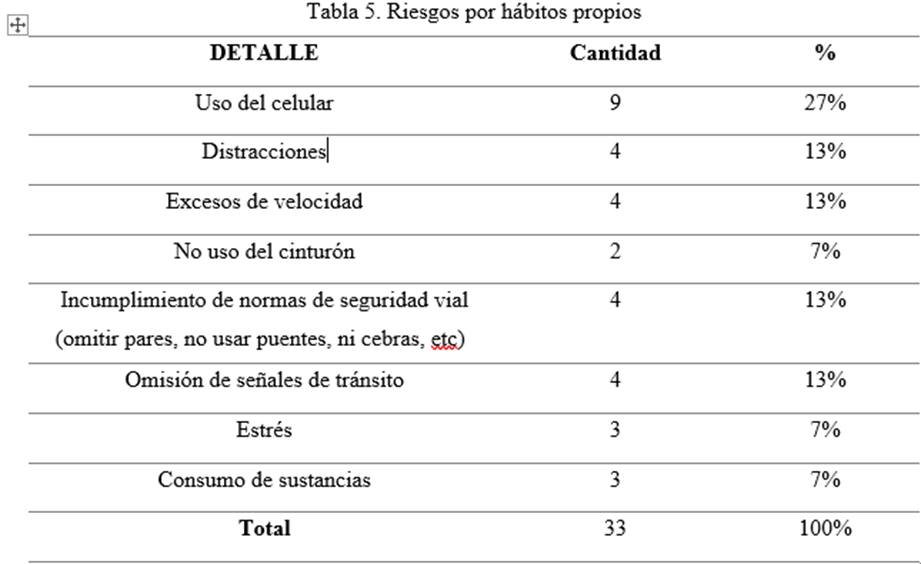 Tabla 5. Riesgos por hábitos propios
DETALLE Cantidad %
Uso del celular 9 27%
Distracciones 4 13%
Excesos de velocidad 4 13%
No uso del cinturón 2 7%
Incumplimiento de normas de seguridad vial 4 13%
(omitir pares, no usar puentes, ni cebras, etc)
Omisión de señales de tránsito 4 13%
Estrés 3 7%
Consumo de sustancias 3 7%
Total 33 100%